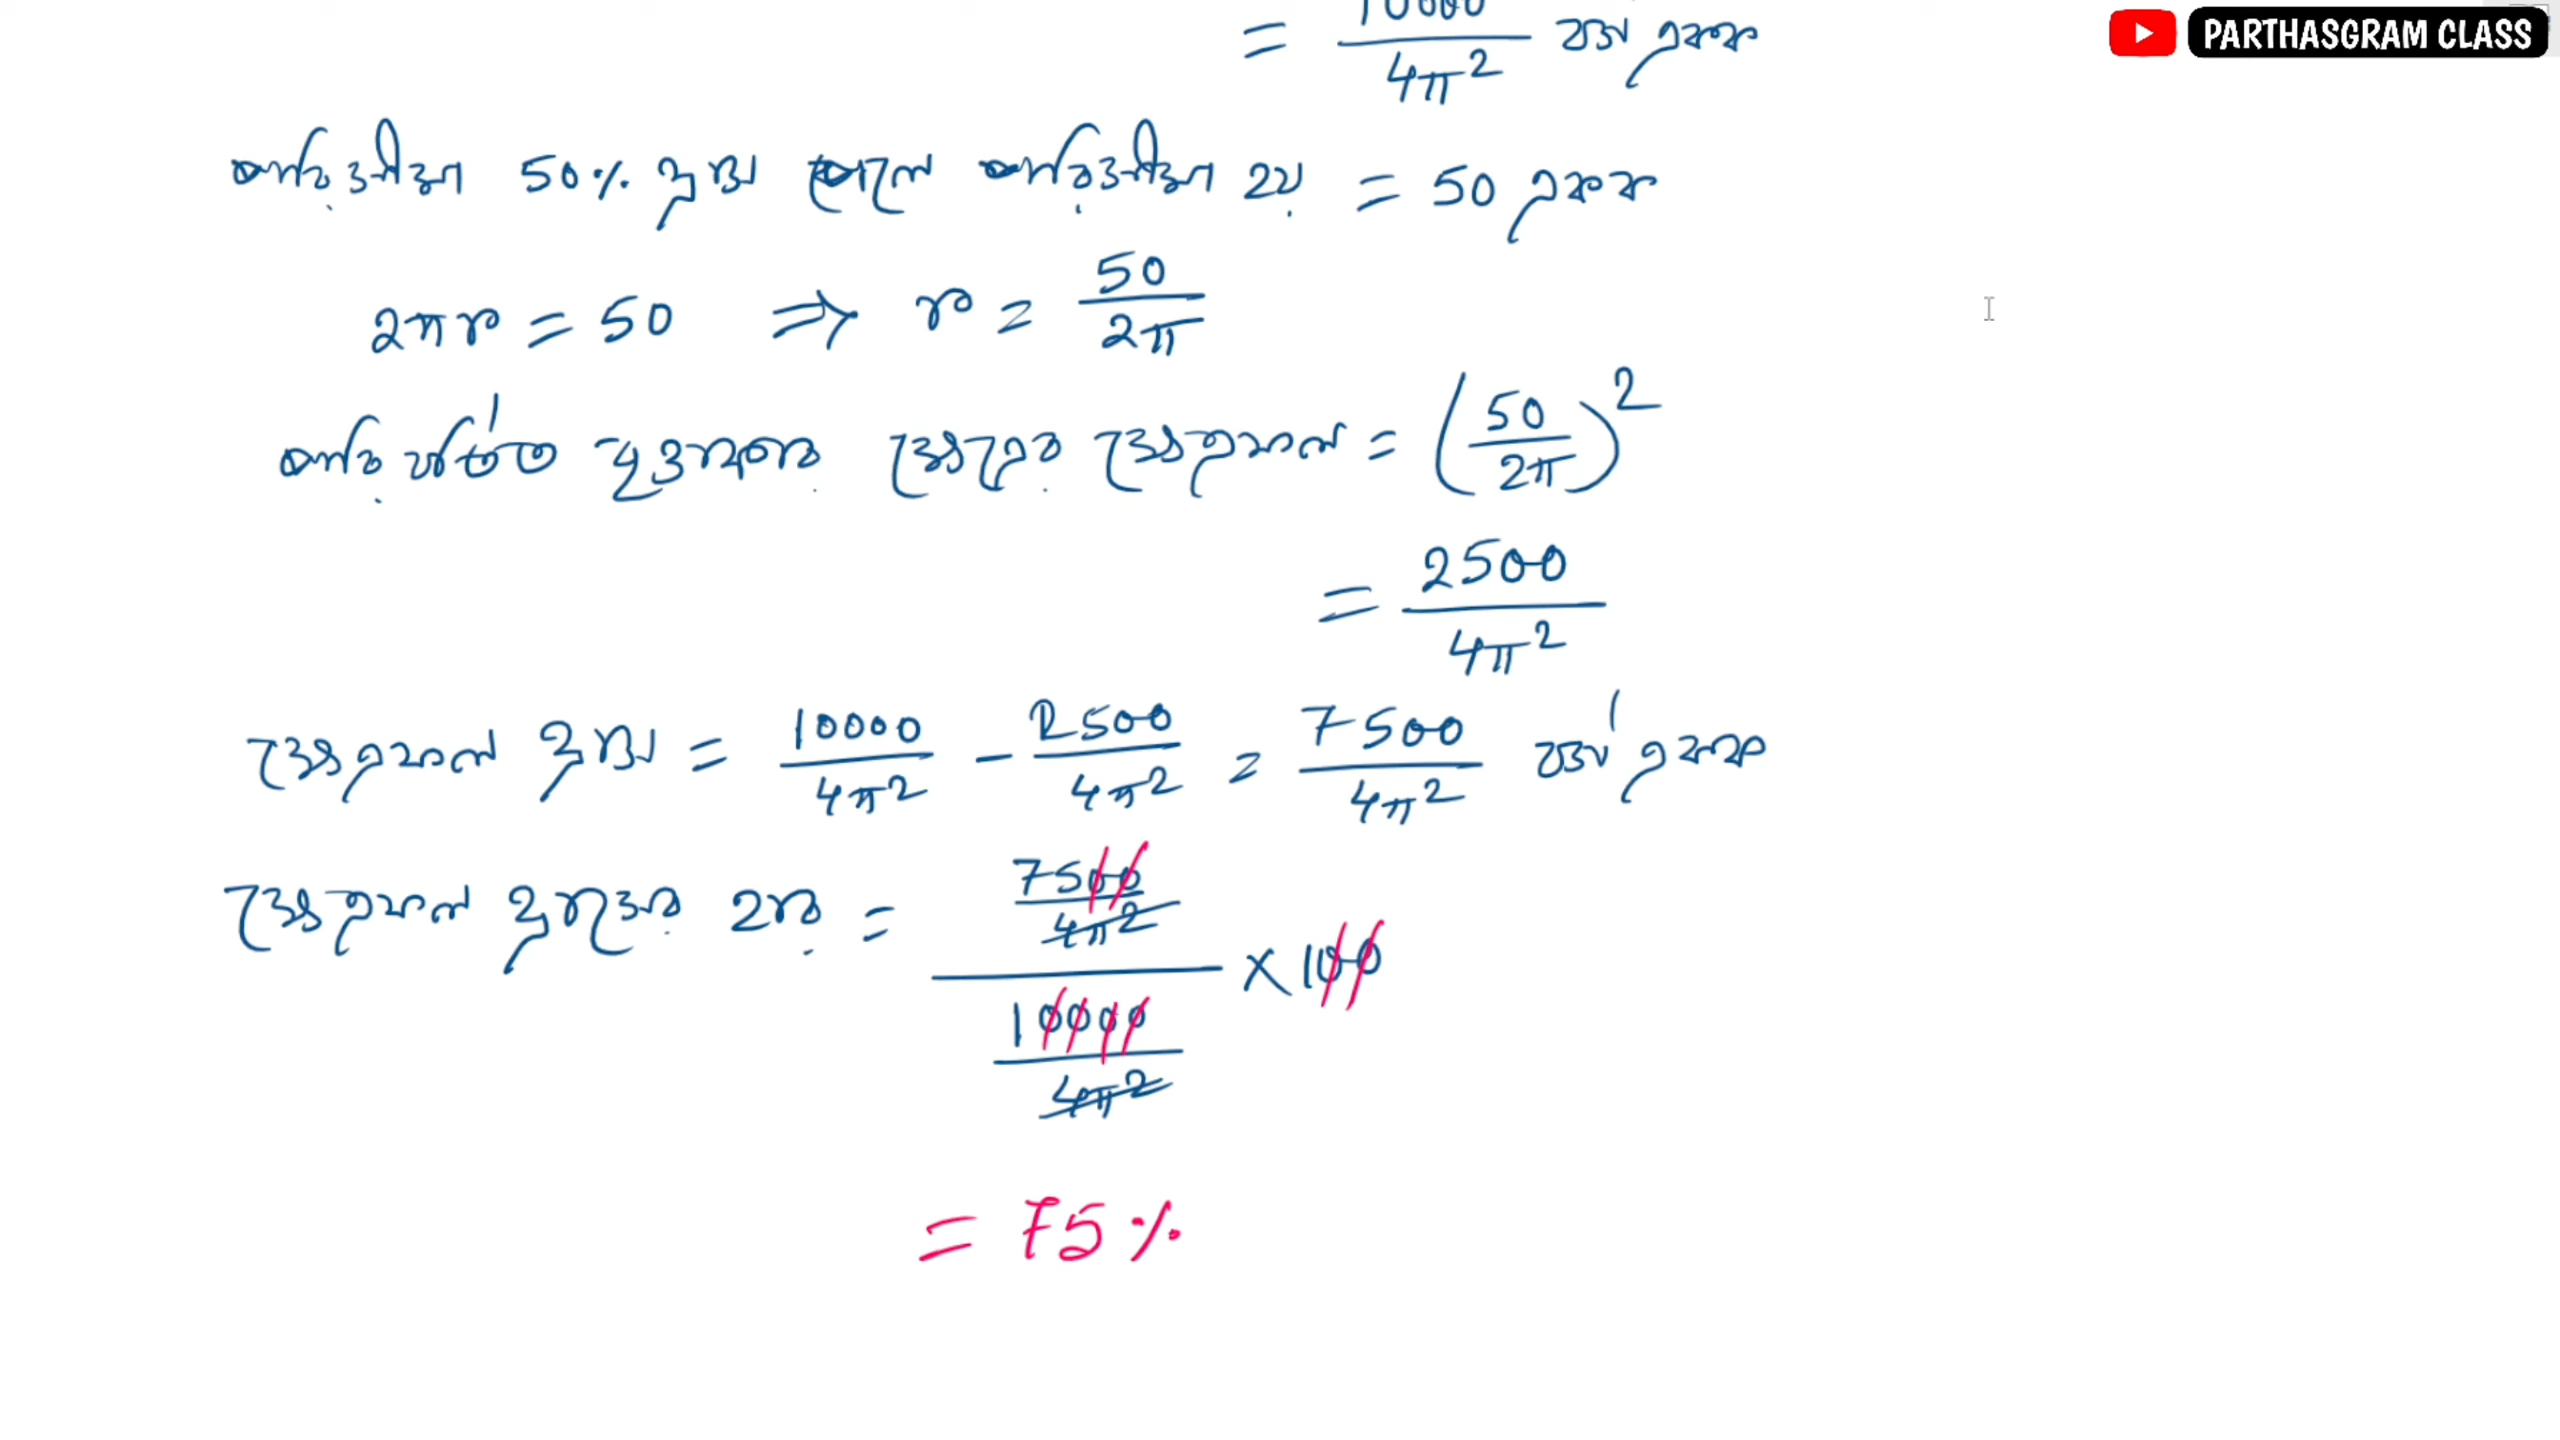 PARTHASGRAM CLASS
= 10000/4π² বর্গ একক
পরিসীমা 50% হ্রাস পেলে পরিসীমা হয় = 50 একক
2πr = 50 ⇒ r = 50/2π
পরিবর্তিত বৃত্তাকার ক্ষেত্রের ক্ষেত্রফল = (50/2π)²
= 2500/4π²
ক্ষেত্রফল হ্রাস = 10000/4π² - 2500/4π² = 7500/4π² বর্গ একক
ক্ষেত্রফল হ্রাসের হার = (7500/4π²)/(10000/4π²) × 100
= 75%